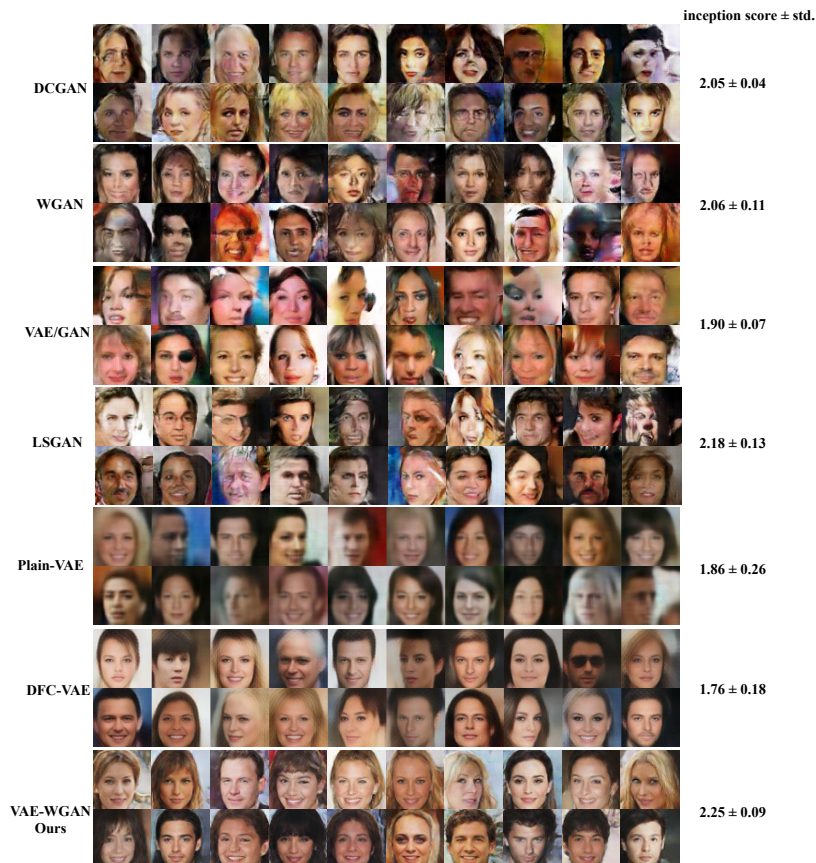 inception score ± std.
DCGAN
2.05 ± 0.04
WGAN
2.06 ± 0.11
VAE/GAN
1.90 ± 0.07
LSGAN
2.18 ± 0.13
Plain-VAE
1.86 ± 0.26
DFC-VAE
1.76 ± 0.18
VAE-WGAN
Ours
2.25 ± 0.09